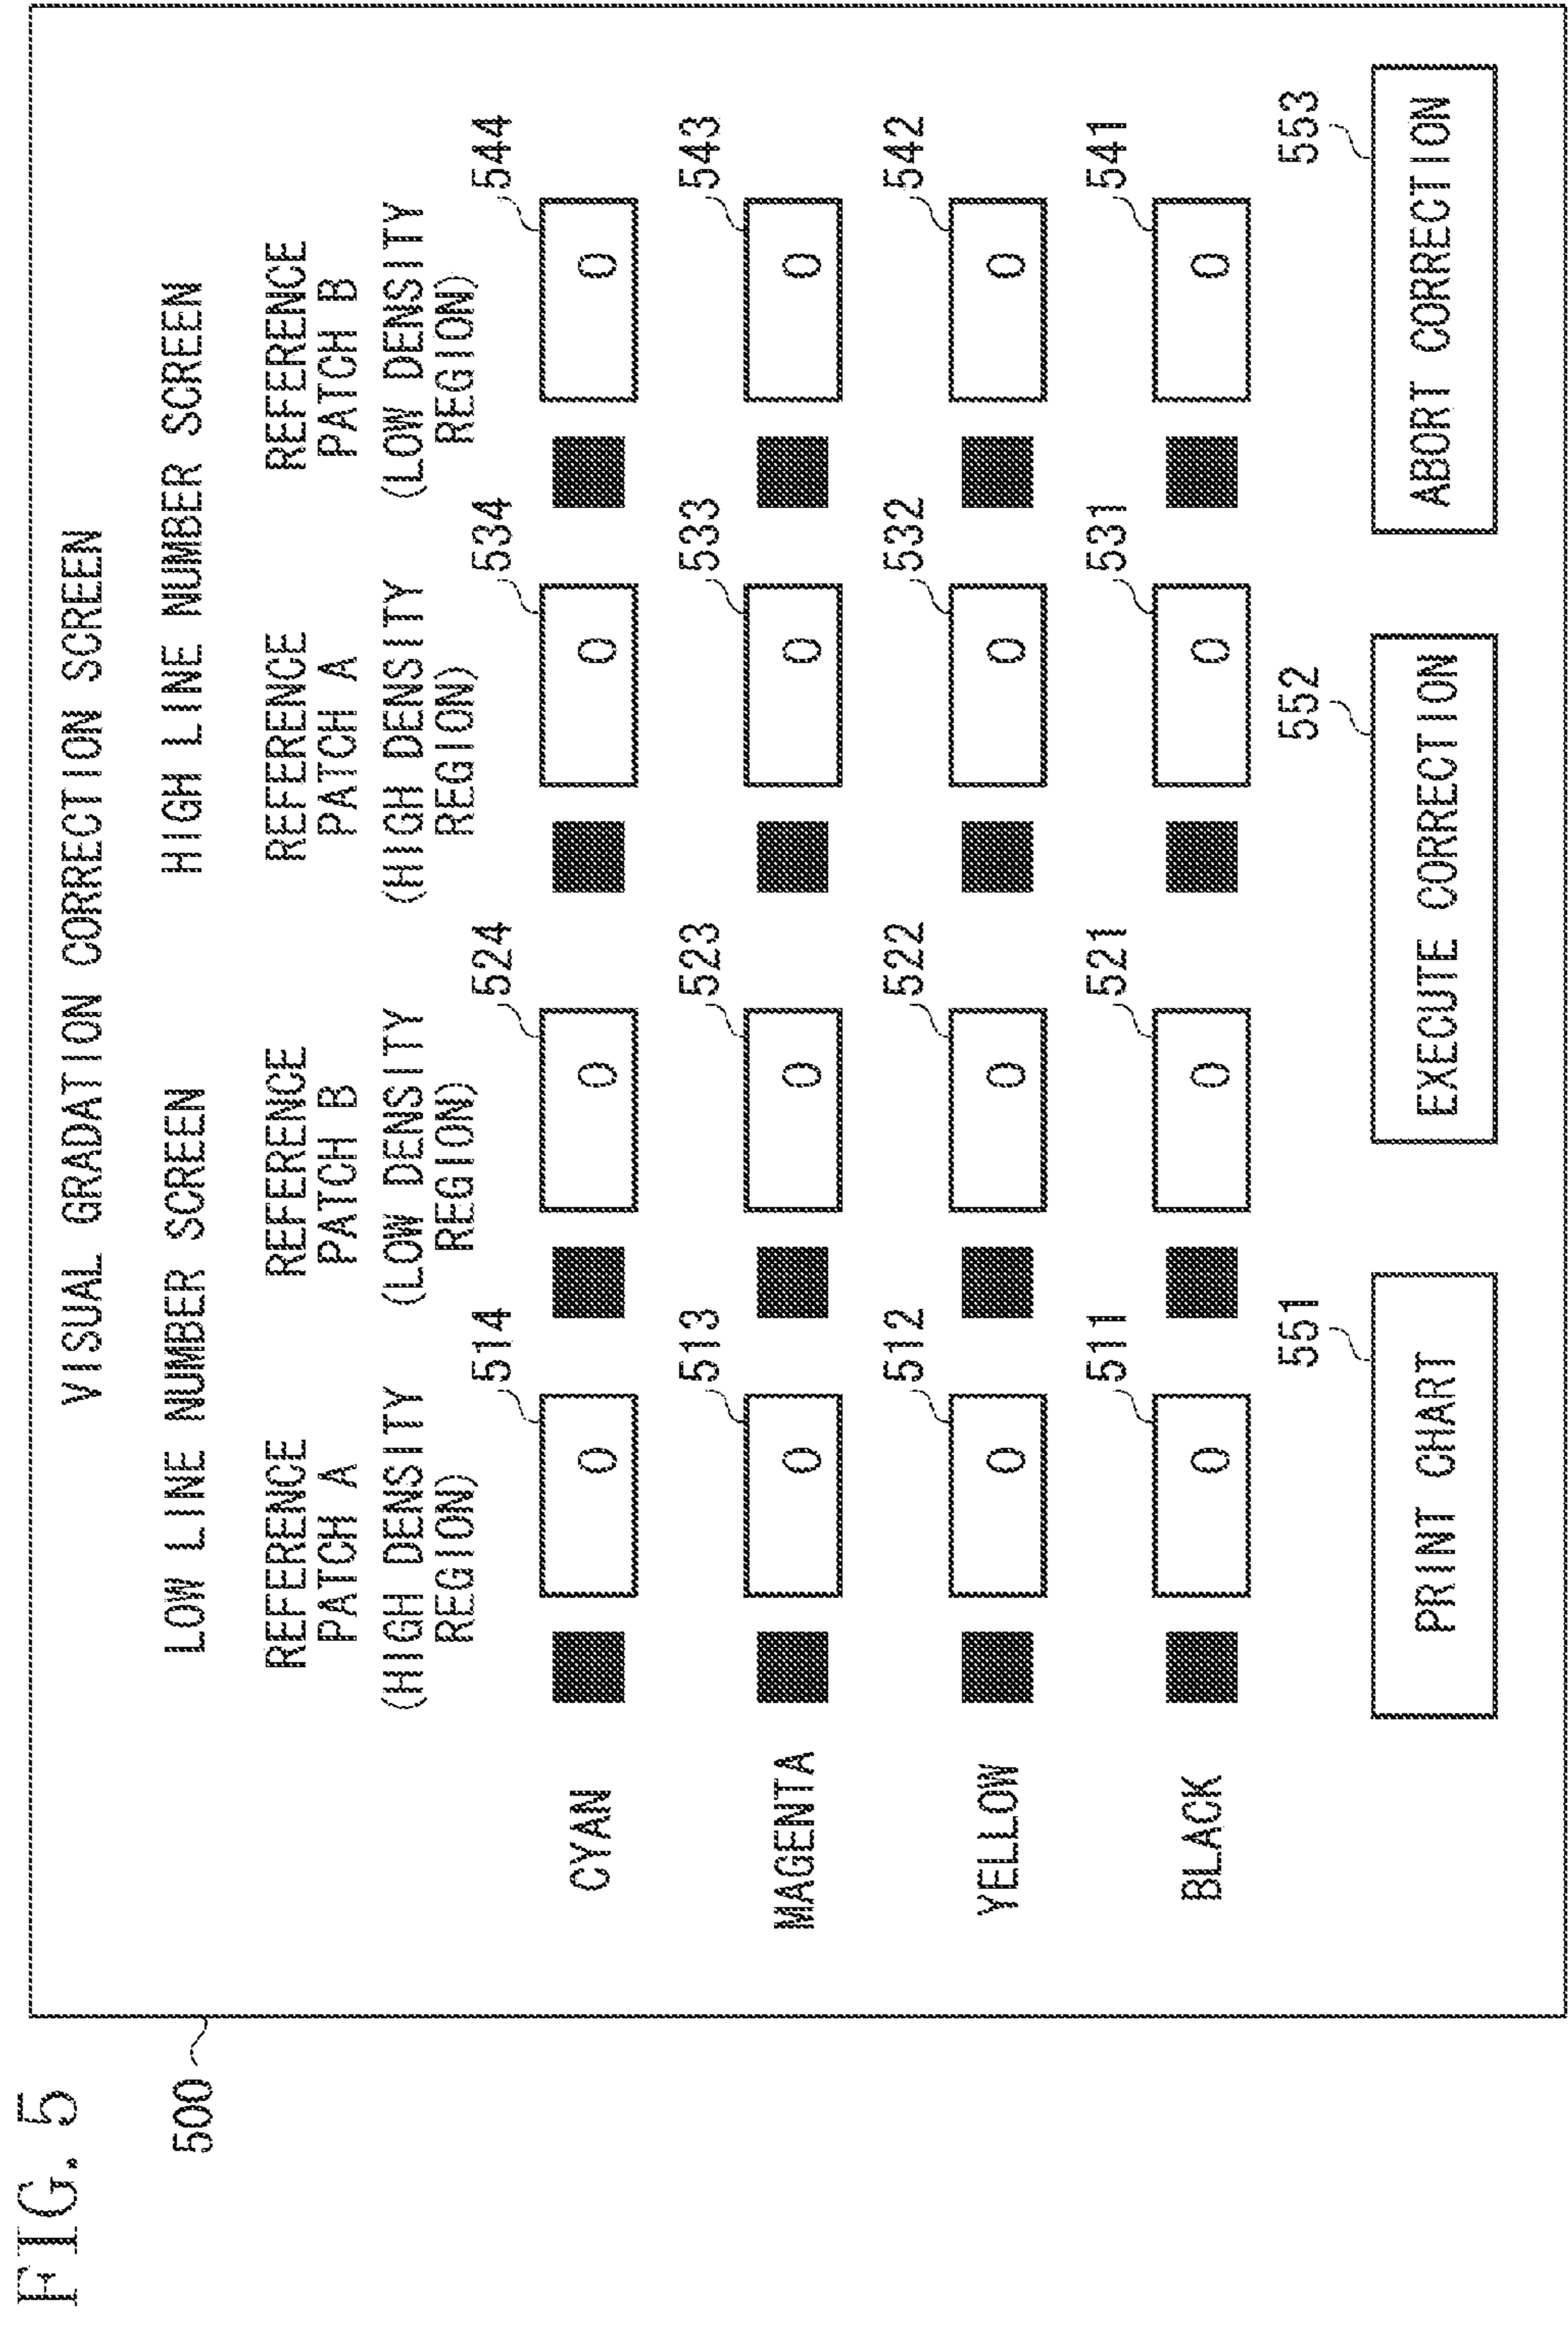 FIG. 5
500
VISUAL GRADATION CORRECTION SCREEN
LOW LINE NUMBER SCREEN
HIGH LINE NUMBER SCREEN
REFERENCE
PATCH A
(HIGH DENSITY
REGION)
REFERENCE
PATCH B
(LOW DENSITY
REGION)
REFERENCE
PATCH A
(HIGH DENSITY
REGION)
REFERENCE
PATCH B
(LOW DENSITY
REGION)
514 524 534 544
CYAN 0 0 0 0
513 523 533 543
MAGENTA 0 0 0 0
512 522 532 542
YELLOW 0 0 0 0
511 521 531 541
BLACK 0 0 0 0
551 552 553
PRINT CHART
EXECUTE CORRECTION
ABORT CORRECTION